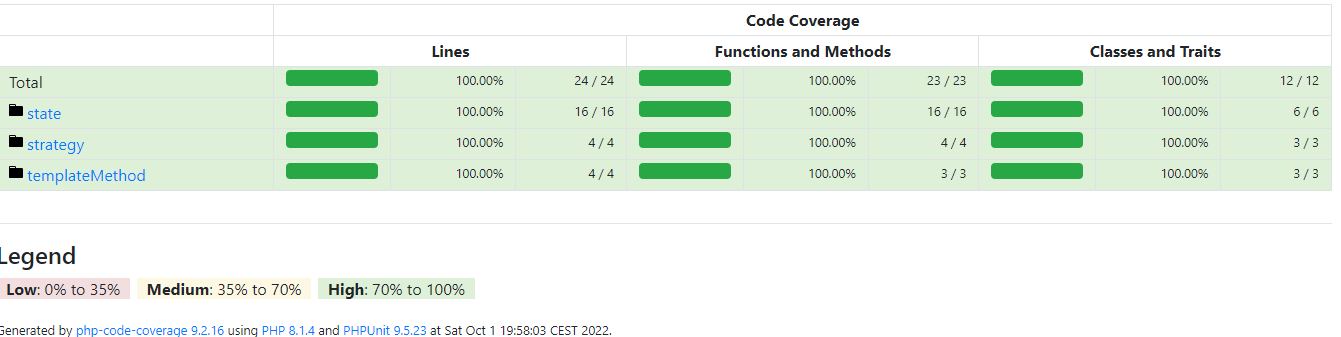 Code Coverage
Lines Functions and Methods Classes and Traits
Total 100.00% 24 / 24 100.00% 23 / 23 100.00% 12 / 12
state 100.00% 16 / 16 100.00% 16 / 16 100.00% 6 / 6
strategy 100.00% 4 / 4 100.00% 4 / 4 100.00% 3 / 3
templateMethod 100.00% 4 / 4 100.00% 3 / 3 100.00% 3 / 3
Legend
Low: 0% to 35% Medium: 35% to 70% High: 70% to 100%
Generated by php-code-coverage 9.2.16 using PHP 8.1.4 and PHPUnit 9.5.23 at Sat Oct 1 19:58:03 CEST 2022.